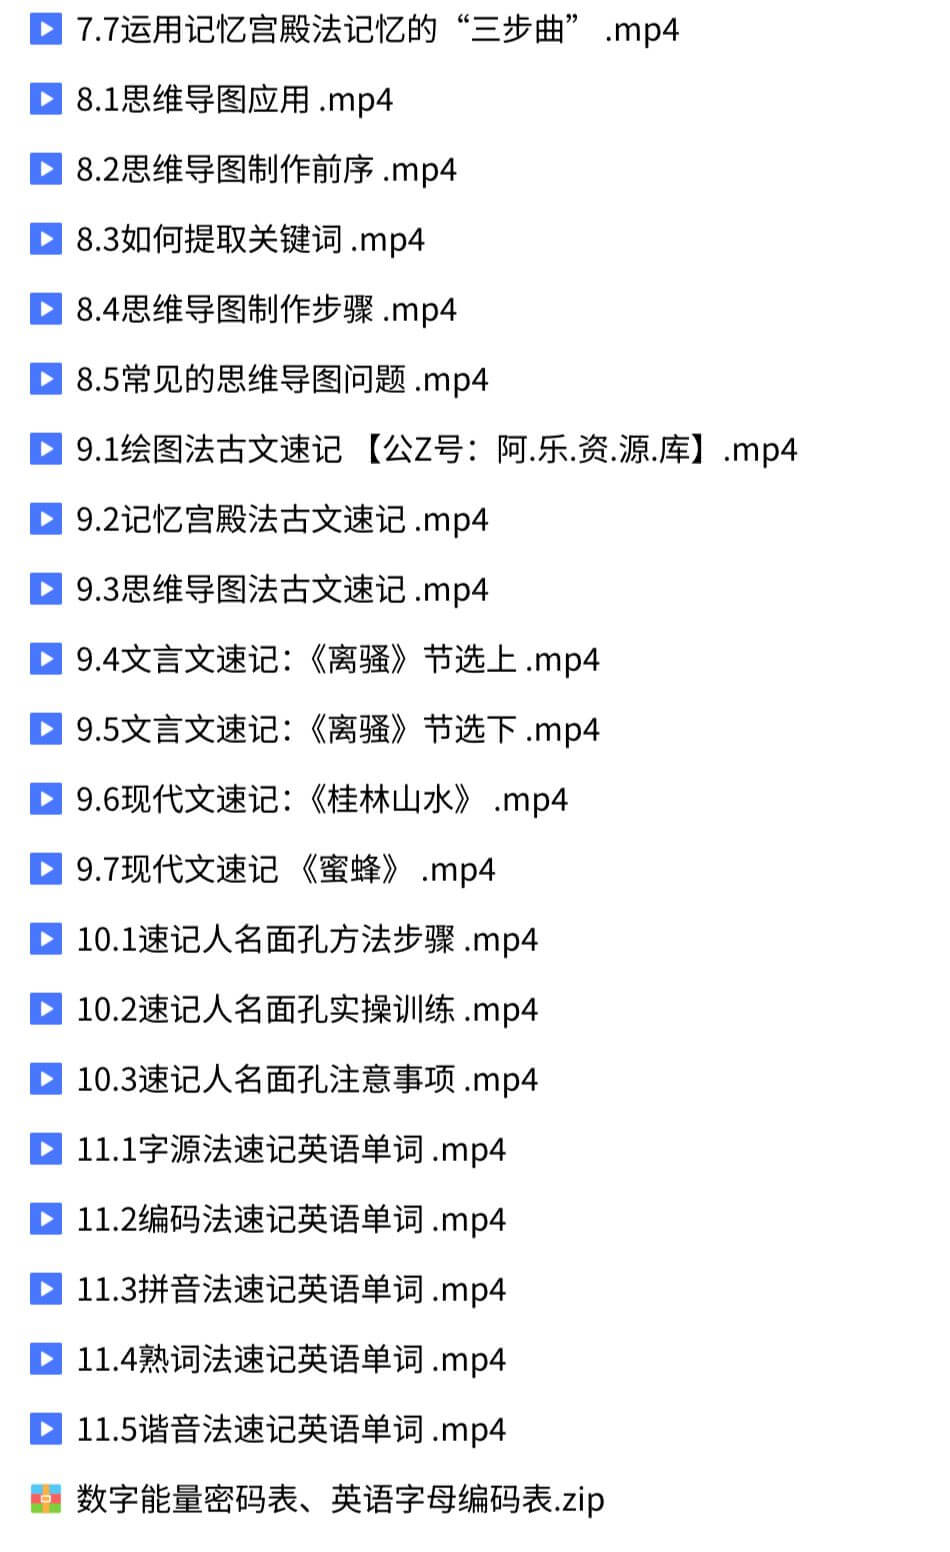 7.7运用记忆宫殿法记忆的“三步曲” .mp4
8.1思维导图应用 .mp4
8.2思维导图制作前序 .mp4
8.3如何提取关键词 .mp4
8.4思维导图制作步骤 .mp4
8.5常见的思维导图问题 .mp4
9.1绘图法古文速记 【公Z号：阿.乐.资.源.库】.mp4
9.2记忆宫殿法古文速记 .mp4
9.3思维导图法古文速记 .mp4
9.4文言文速记：《离骚》节选上 .mp4
9.5文言文速记：《离骚》节选下 .mp4
9.6现代文速记：《桂林山水》 .mp4
9.7现代文速记 《蜜蜂》 .mp4
10.1速记人名面孔方法步骤 .mp4
10.2速记人名面孔实操训练 .mp4
10.3速记人名面孔注意事项 .mp4
11.1字源法速记英语单词 .mp4
11.2编码法速记英语单词 .mp4
11.3拼音法速记英语单词 .mp4
11.4熟词法速记英语单词 .mp4
11.5谐音法速记英语单词 .mp4
数字能量密码表、英语字母编码表.zip